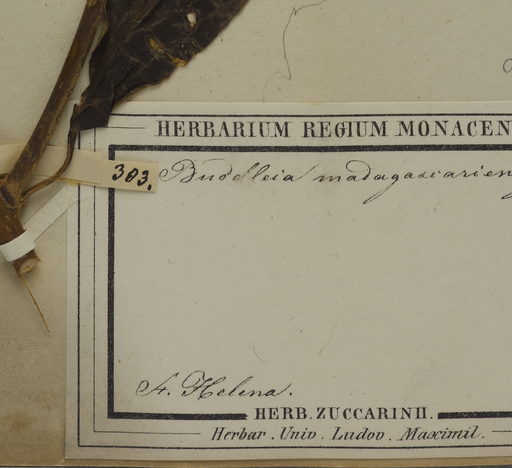 HERBARIUM REGIUM MONACEN
303. Buddleia madagascarien
St. Helena.
HERB. ZUCCARINII.
Herbar. Univ. Ludov. Maximil.